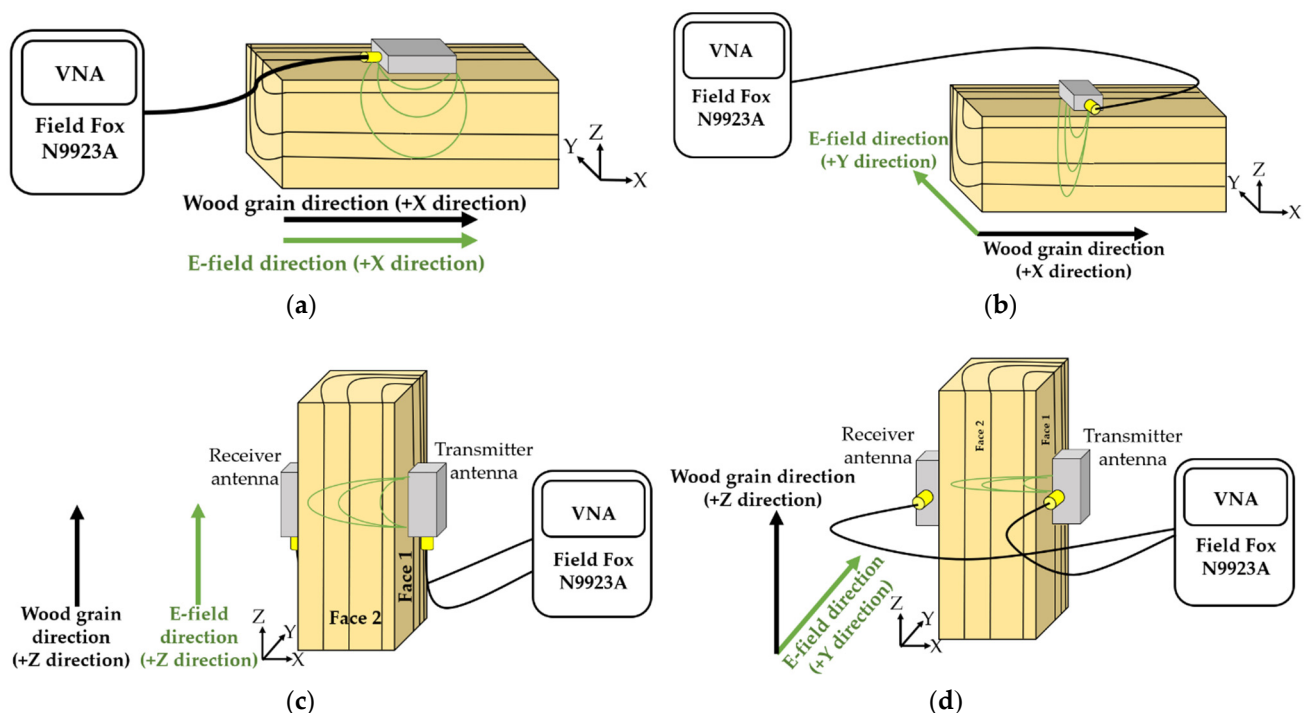 VNA
Field Fox
N9923A
Z
Y
X
Wood grain direction (+X direction)
E-field direction (+X direction)
(a)
VNA
Field Fox
N9923A
E-field direction
(+Y direction)
Z
Y
X
Wood grain direction
(+X direction)
(b)
Receiver
antenna
Transmitter
antenna
VNA
Field Fox
N9923A
Face 1
Face 2
Wood grain
direction
(+Z direction)
E-field
direction
(+Z direction)
Z
Y
X
(c)
Face 2
Face 1
Receiver
antenna
Transmitter
antenna
Wood grain direction
(+Z direction)
VNA
Field Fox
N9923A
E-field direction
(+Y direction)
Z
Y
X
(d)